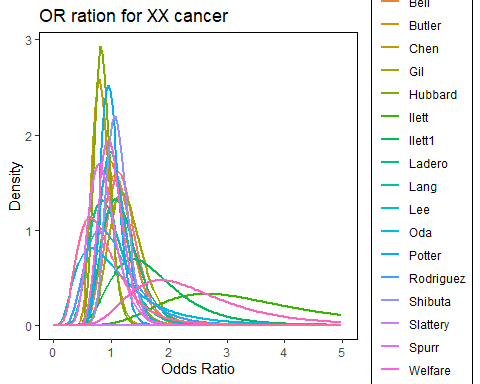 OR ration for XX cancer
3
2
1
0
Density
0
1
2
3
4
5
Odds Ratio
Bell
Butler
Chen
Gil
Hubbard
Ilett
Ilett1
Ladero
Lang
Lee
Oda
Potter
Rodriguez
Shibuta
Slattery
Spurr
Welfare